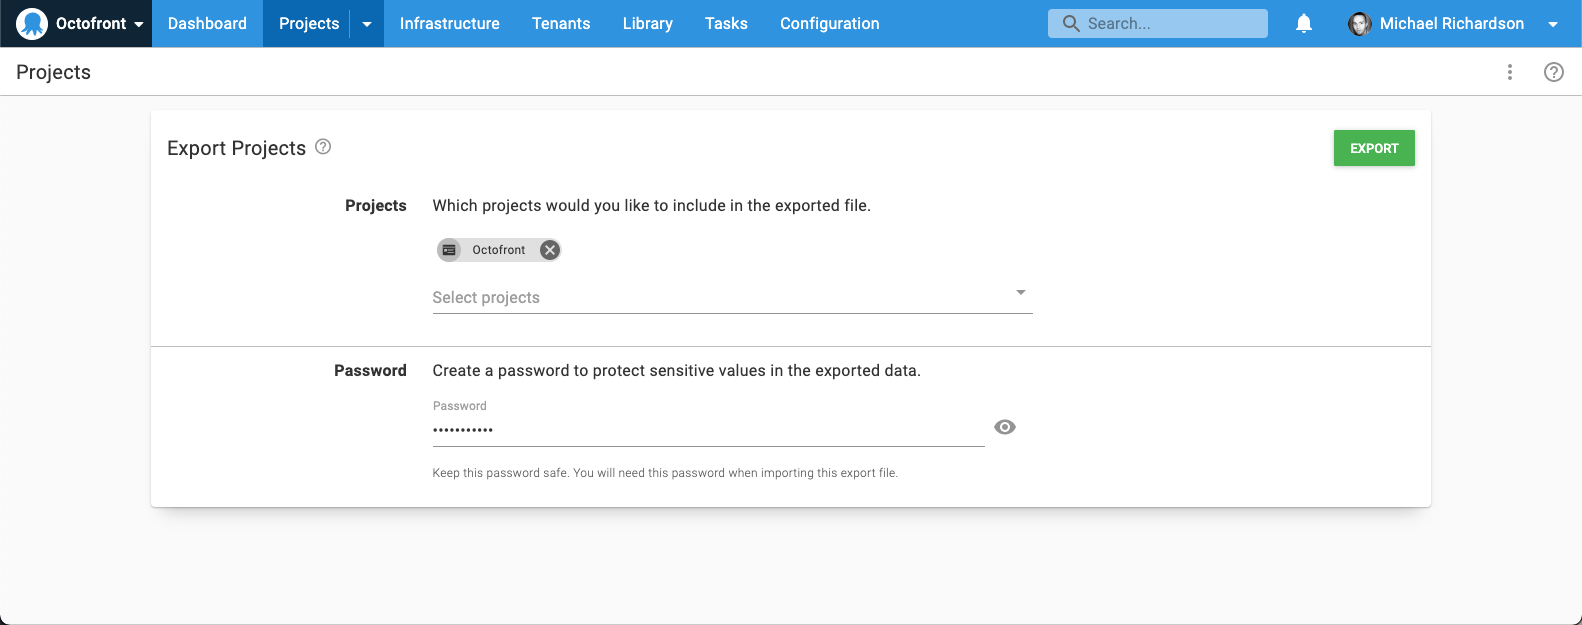 Octofront Dashboard Projects Infrastructure Tenants Library Tasks Configuration Search... Michael Richardson
Projects
Export Projects
EXPORT
Projects Which projects would you like to include in the exported file.
Octofront
Select projects
Password Create a password to protect sensitive values in the exported data.
Password
•••••••••••
Keep this password safe. You will need this password when importing this export file.